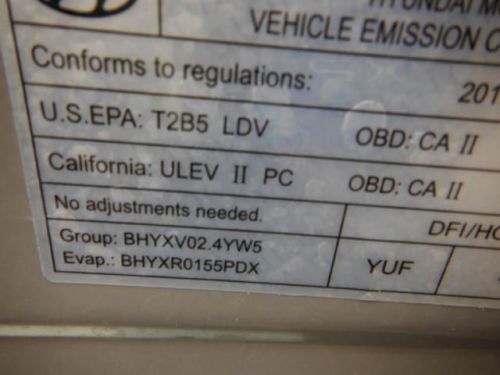 HYUNDAI
VEHICLE EMISSION
Conforms to regulations: 201
U.S.EPA: T2B5 LDV OBD: CA II
California: ULEV II PC OBD: CA II
No adjustments needed. DFI/HO
Group: BHYXV02.4YW5
Evap.: BHYXR0155PDX YUF